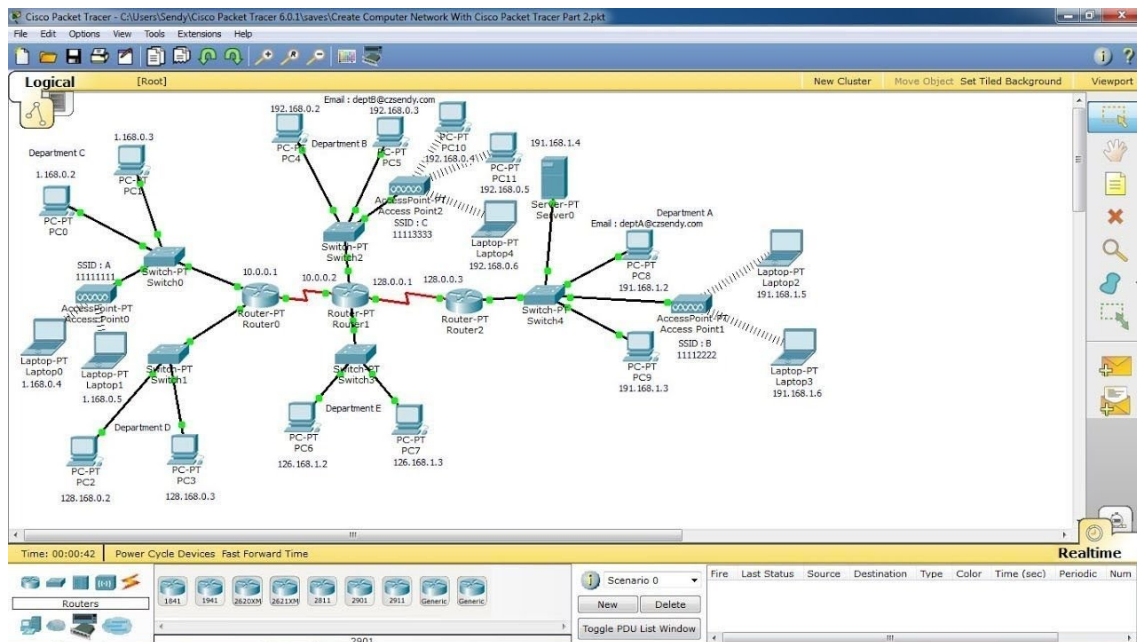 Cisco Packet Tracer - C:\Users\Sendy\Cisco Packet Tracer 6.0.1\saves\Create Computer Network With Cisco Packet Tracer Part 2.pkt
File Edit Options View Tools Extensions Help
Logical [Root] New Cluster Move Object Set Tiled Background Viewport
Department C
1.168.0.3
PC-PT
PC1
1.168.0.2
PC-PT
PC0
Switch-PT
Switch0
SSID : A
11111111
AccessPoint-PT
Access Point0
Laptop-PT
Laptop0
1.168.0.4
Laptop-PT
Laptop1
1.168.0.5
Switch-PT
Switch1
Department D
PC-PT
PC2
128.168.0.2
PC-PT
PC3
128.168.0.3
10.0.0.1
Router-PT
Router0
10.0.0.2
Router-PT
Router1
128.0.0.1
128.0.0.3
Router-PT
Router2
192.168.0.2
PC-PT
PC4
Email : deptB@czsendy.com
192.168.0.3
Department B
PC-PT
PC5
PC-PT
PC10
192.168.0.4
PC-PT
PC11
192.168.0.5
AccessPoint-PT
Access Point2
SSID : C
11113333
Laptop-PT
Laptop4
192.168.0.6
Switch-PT
Switch2
Switch-PT
Switch3
Department E
PC-PT
PC6
126.168.1.2
PC-PT
PC7
126.168.1.3
191.168.1.4
Server-PT
Server0
Department A
Email : deptA@czsendy.com
PC-PT
PC8
191.168.1.2
Switch-PT
Switch4
PC-PT
PC9
191.168.1.3
AccessPoint-PT
Access Point1
SSID : B
11112222
Laptop-PT
Laptop2
191.168.1.5
Laptop-PT
Laptop3
191.168.1.6
Time: 00:00:42 Power Cycle Devices Fast Forward Time Realtime
Routers
1841 1941 2620XM 2621XM 2811 2901 2911 Generic Generic
2901
Scenario 0
New Delete
Toggle PDU List Window
Fire Last Status Source Destination Type Color Time (sec) Periodic Num